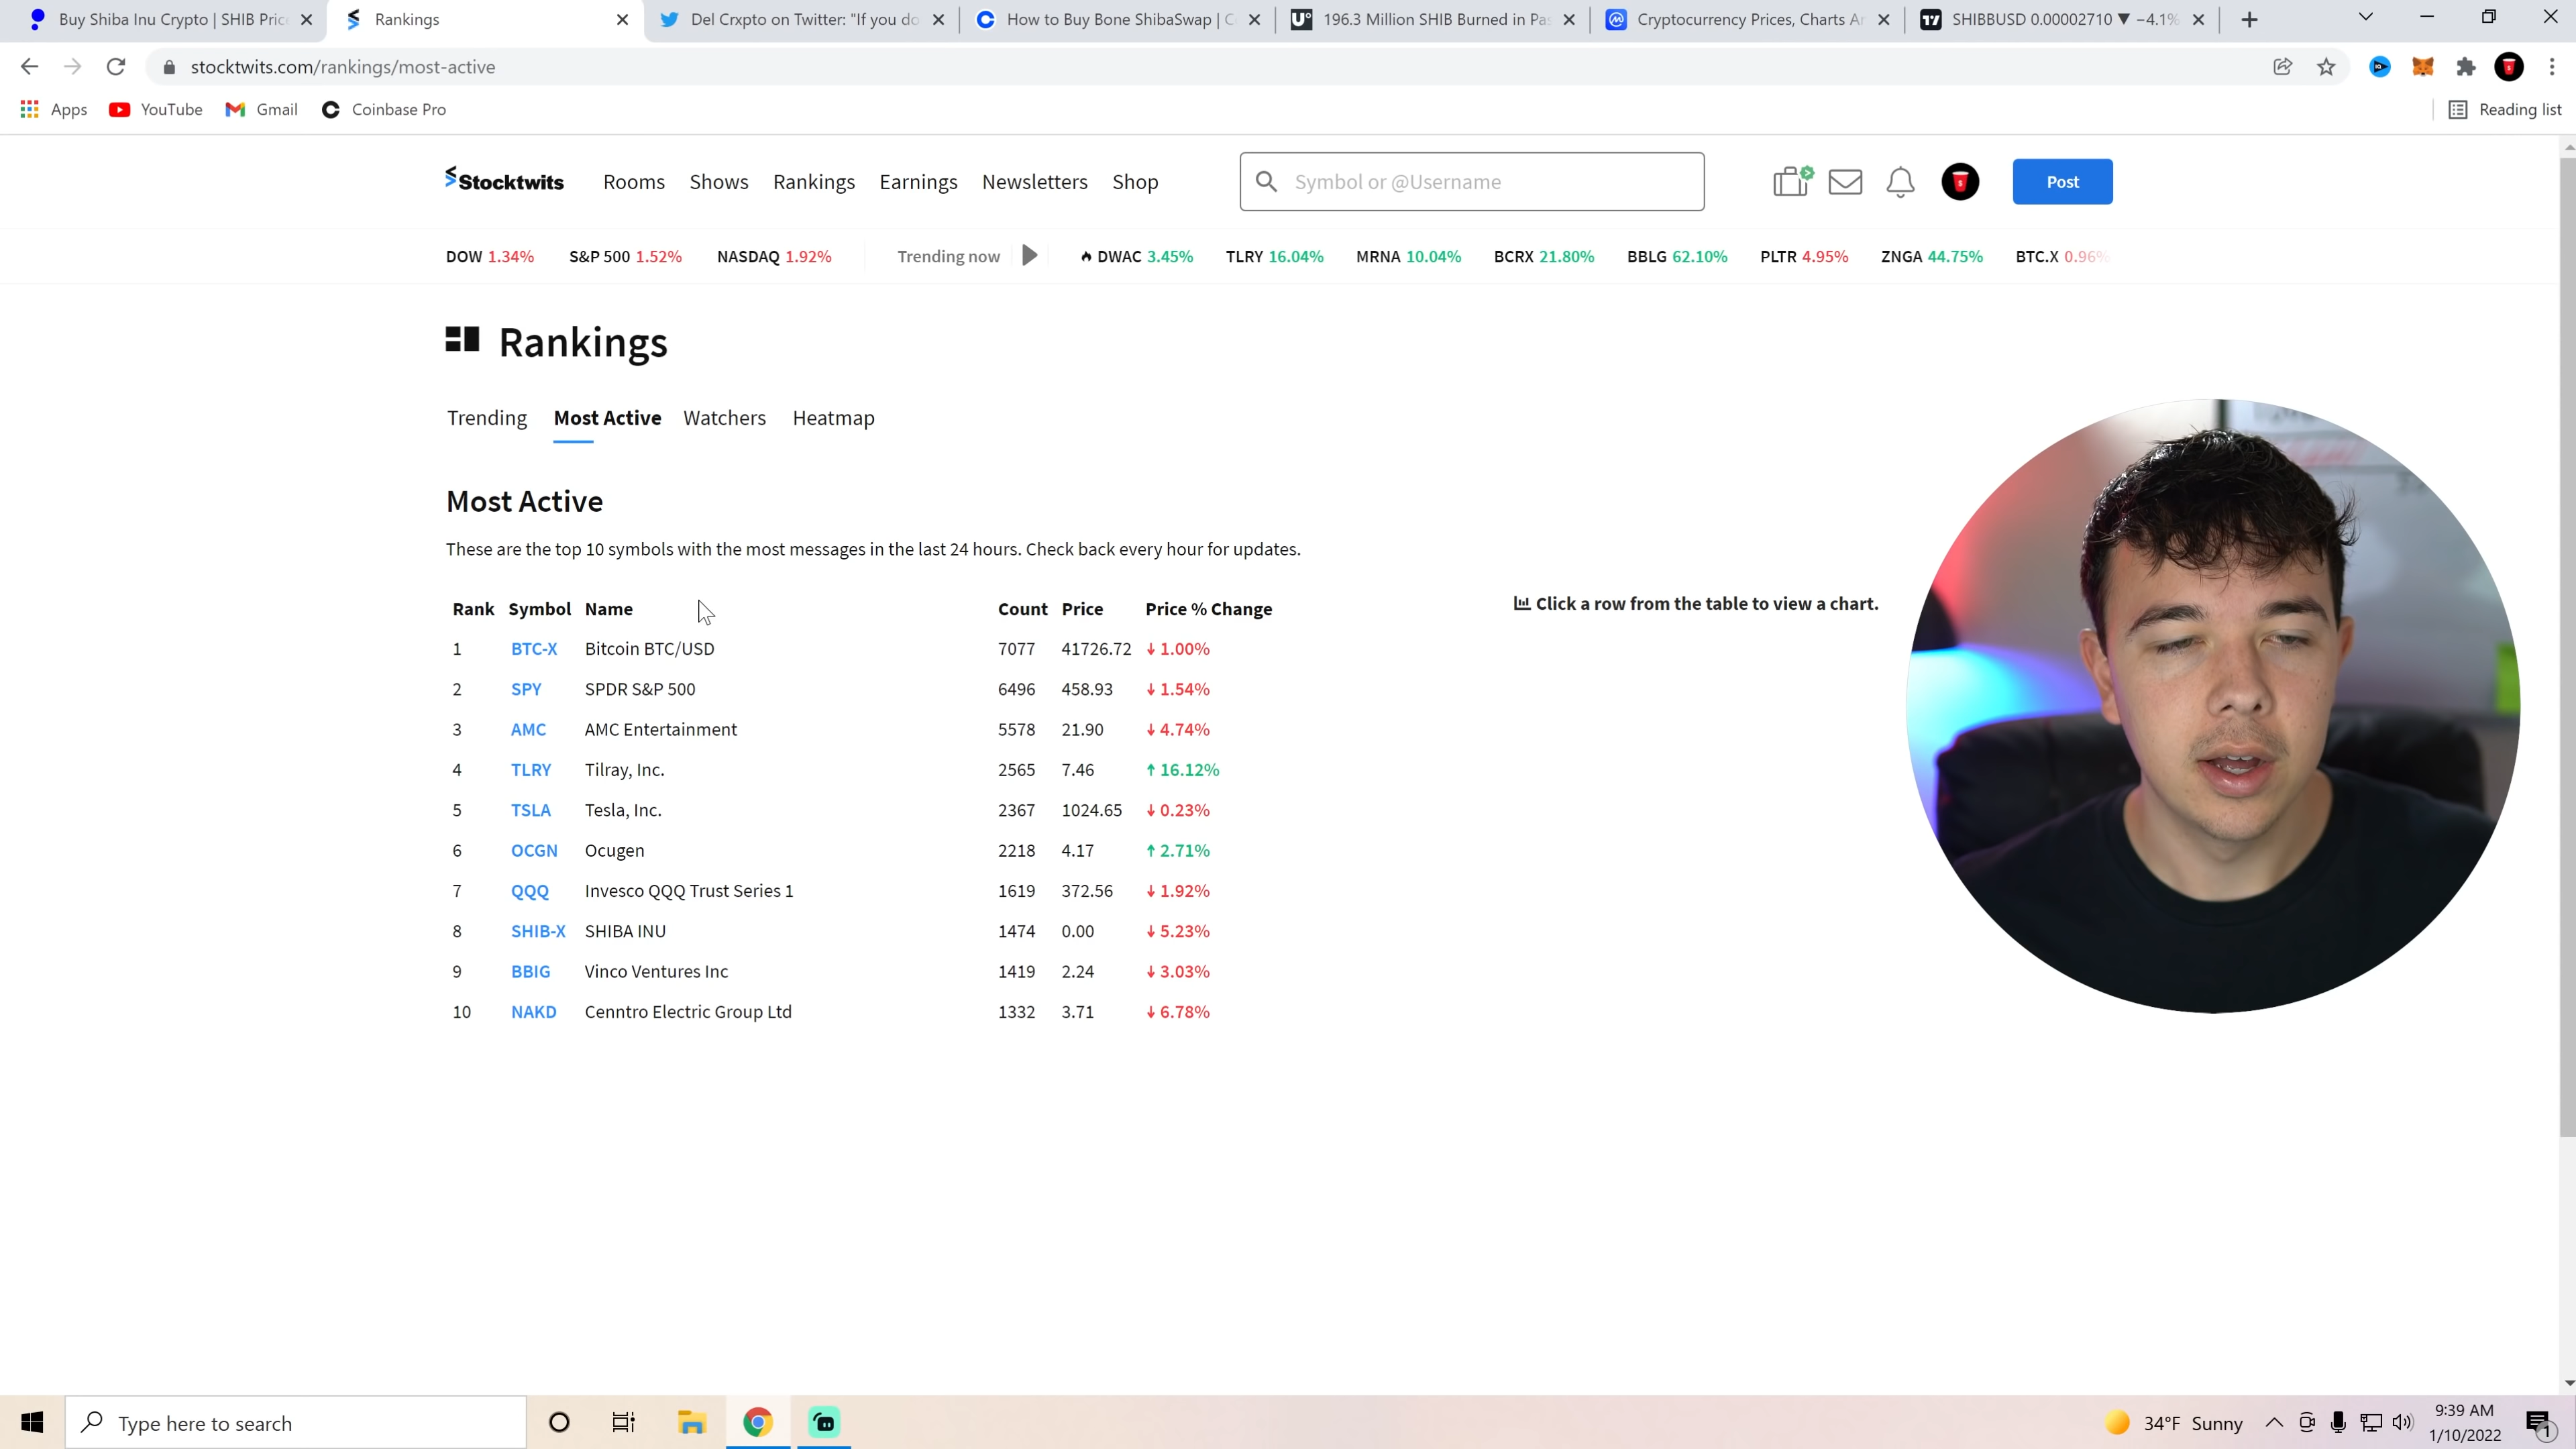 Buy Shiba Inu Crypto | SHIB Pric
Rankings
Del Crxpto on Twitter: "If you do
How to Buy Bone ShibaSwap | C
196.3 Million SHIB Burned in Pas
Cryptocurrency Prices, Charts Ar
SHIBBUSD 0.00002710 ▼ −4.1%
stocktwits.com/rankings/most-active
Apps YouTube Gmail Coinbase Pro Reading list
Stocktwits Rooms Shows Rankings Earnings Newsletters Shop Symbol or @Username Post
DOW 1.34% S&P 500 1.52% NASDAQ 1.92% Trending now DWAC 3.45% TLRY 16.04% MRNA 10.04% BCRX 21.80% BBLG 62.10% PLTR 4.95% ZNGA 44.75% BTC.X 0.96%
Rankings
Trending Most Active Watchers Heatmap
Most Active
These are the top 10 symbols with the most messages in the last 24 hours. Check back every hour for updates.
Click a row from the table to view a chart.
Rank Symbol Name Count Price Price % Change
1 BTC-X Bitcoin BTC/USD 7077 41726.72 ↓ 1.00%
2 SPY SPDR S&P 500 6496 458.93 ↓ 1.54%
3 AMC AMC Entertainment 5578 21.90 ↓ 4.74%
4 TLRY Tilray, Inc. 2565 7.46 ↑ 16.12%
5 TSLA Tesla, Inc. 2367 1024.65 ↓ 0.23%
6 OCGN Ocugen 2218 4.17 ↑ 2.71%
7 QQQ Invesco QQQ Trust Series 1 1619 372.56 ↓ 1.92%
8 SHIB-X SHIBA INU 1474 0.00 ↓ 5.23%
9 BBIG Vinco Ventures Inc 1419 2.24 ↓ 3.03%
10 NAKD Cenntro Electric Group Ltd 1332 3.71 ↓ 6.78%
Type here to search
34°F Sunny
9:39 AM
1/10/2022
1